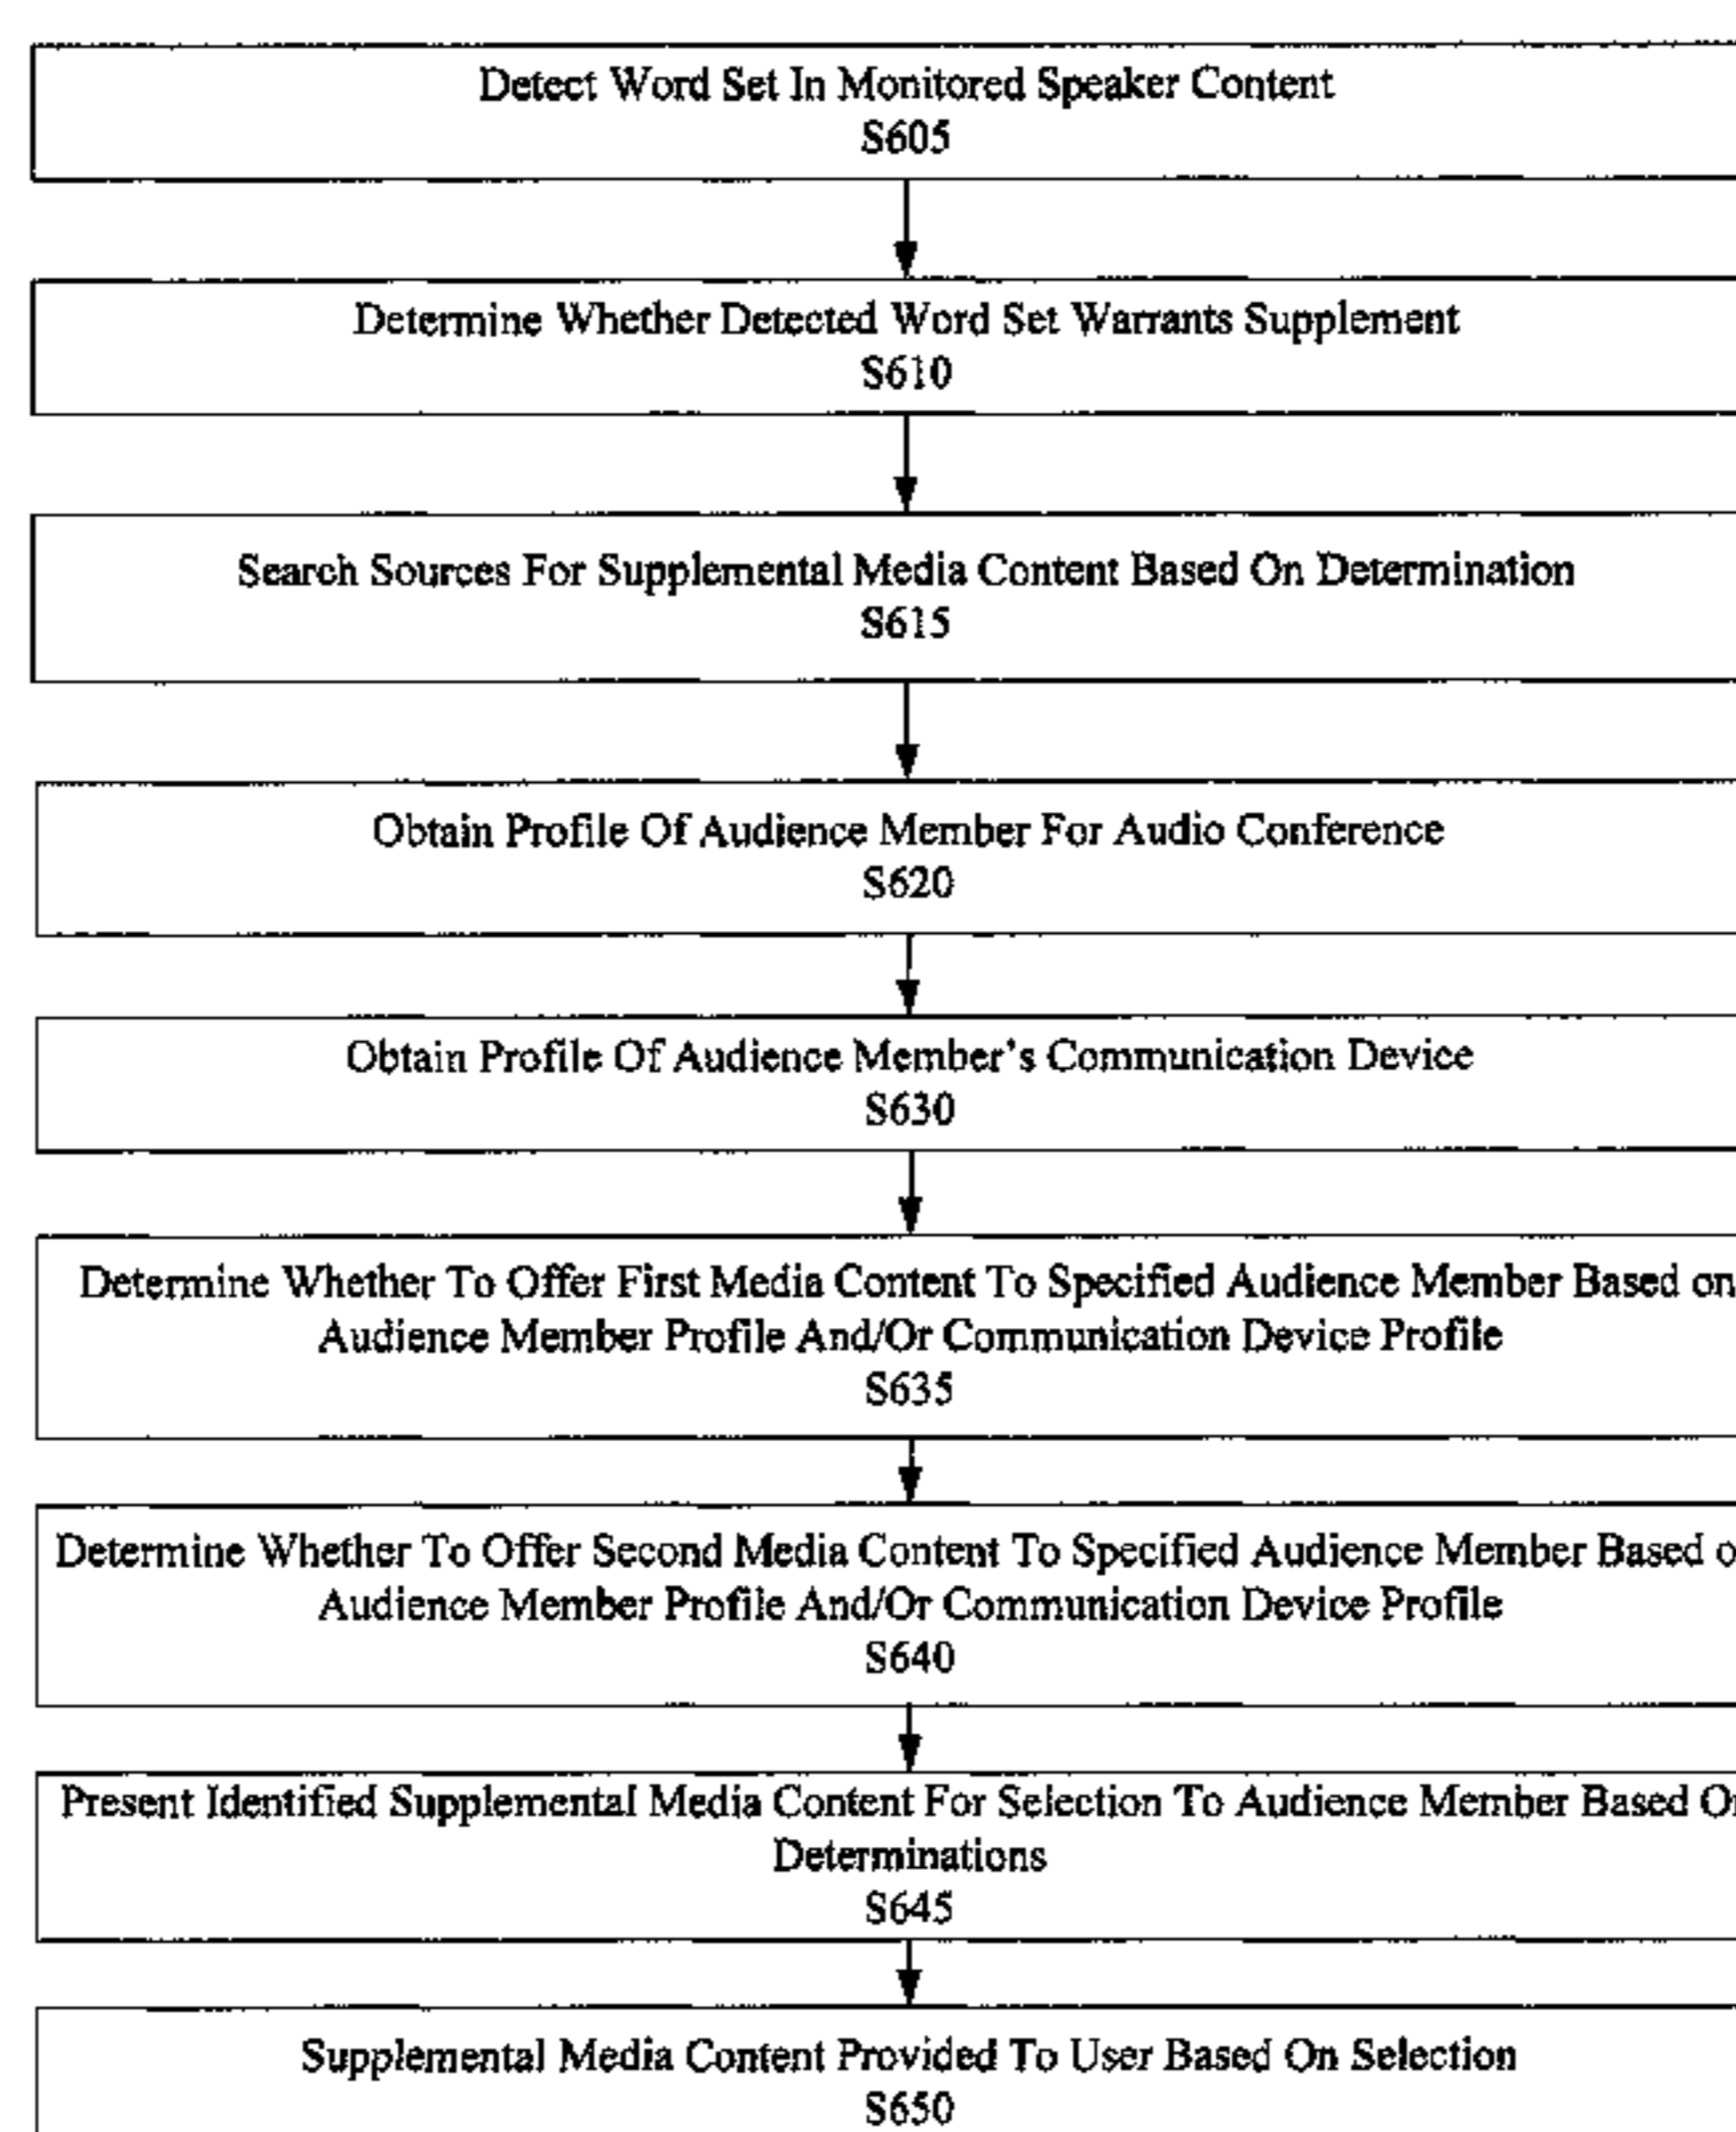 Detect Word Set In Monitored Speaker Content
S605
Determine Whether Detected Word Set Warrants Supplement
S610
Search Sources For Supplemental Media Content Based On Determination
S615
Obtain Profile Of Audience Member For Audio Conference
S620
Obtain Profile Of Audience Member's Communication Device
S630
Determine Whether To Offer First Media Content To Specified Audience Member Based on
Audience Member Profile And/Or Communication Device Profile
S635
Determine Whether To Offer Second Media Content To Specified Audience Member Based
Audience Member Profile And/Or Communication Device Profile
S640
Present Identified Supplemental Media Content For Selection To Audience Member Based
Determinations
S645
Supplemental Media Content Provided To User Based On Selection
S650